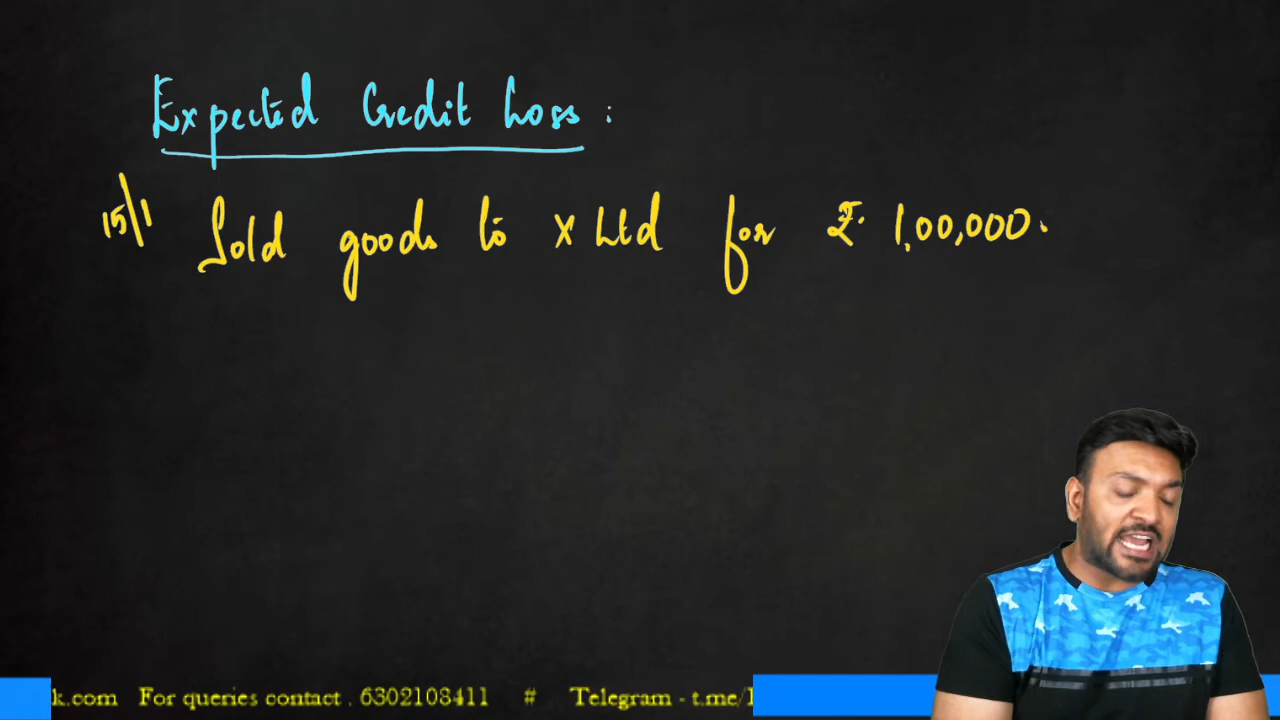 Expected Credit Loss :
15/1 Sold goods to X Ltd for ₹. 1,00,000.
k.com For queries contact . 6302108411 # Telegram - t.me/